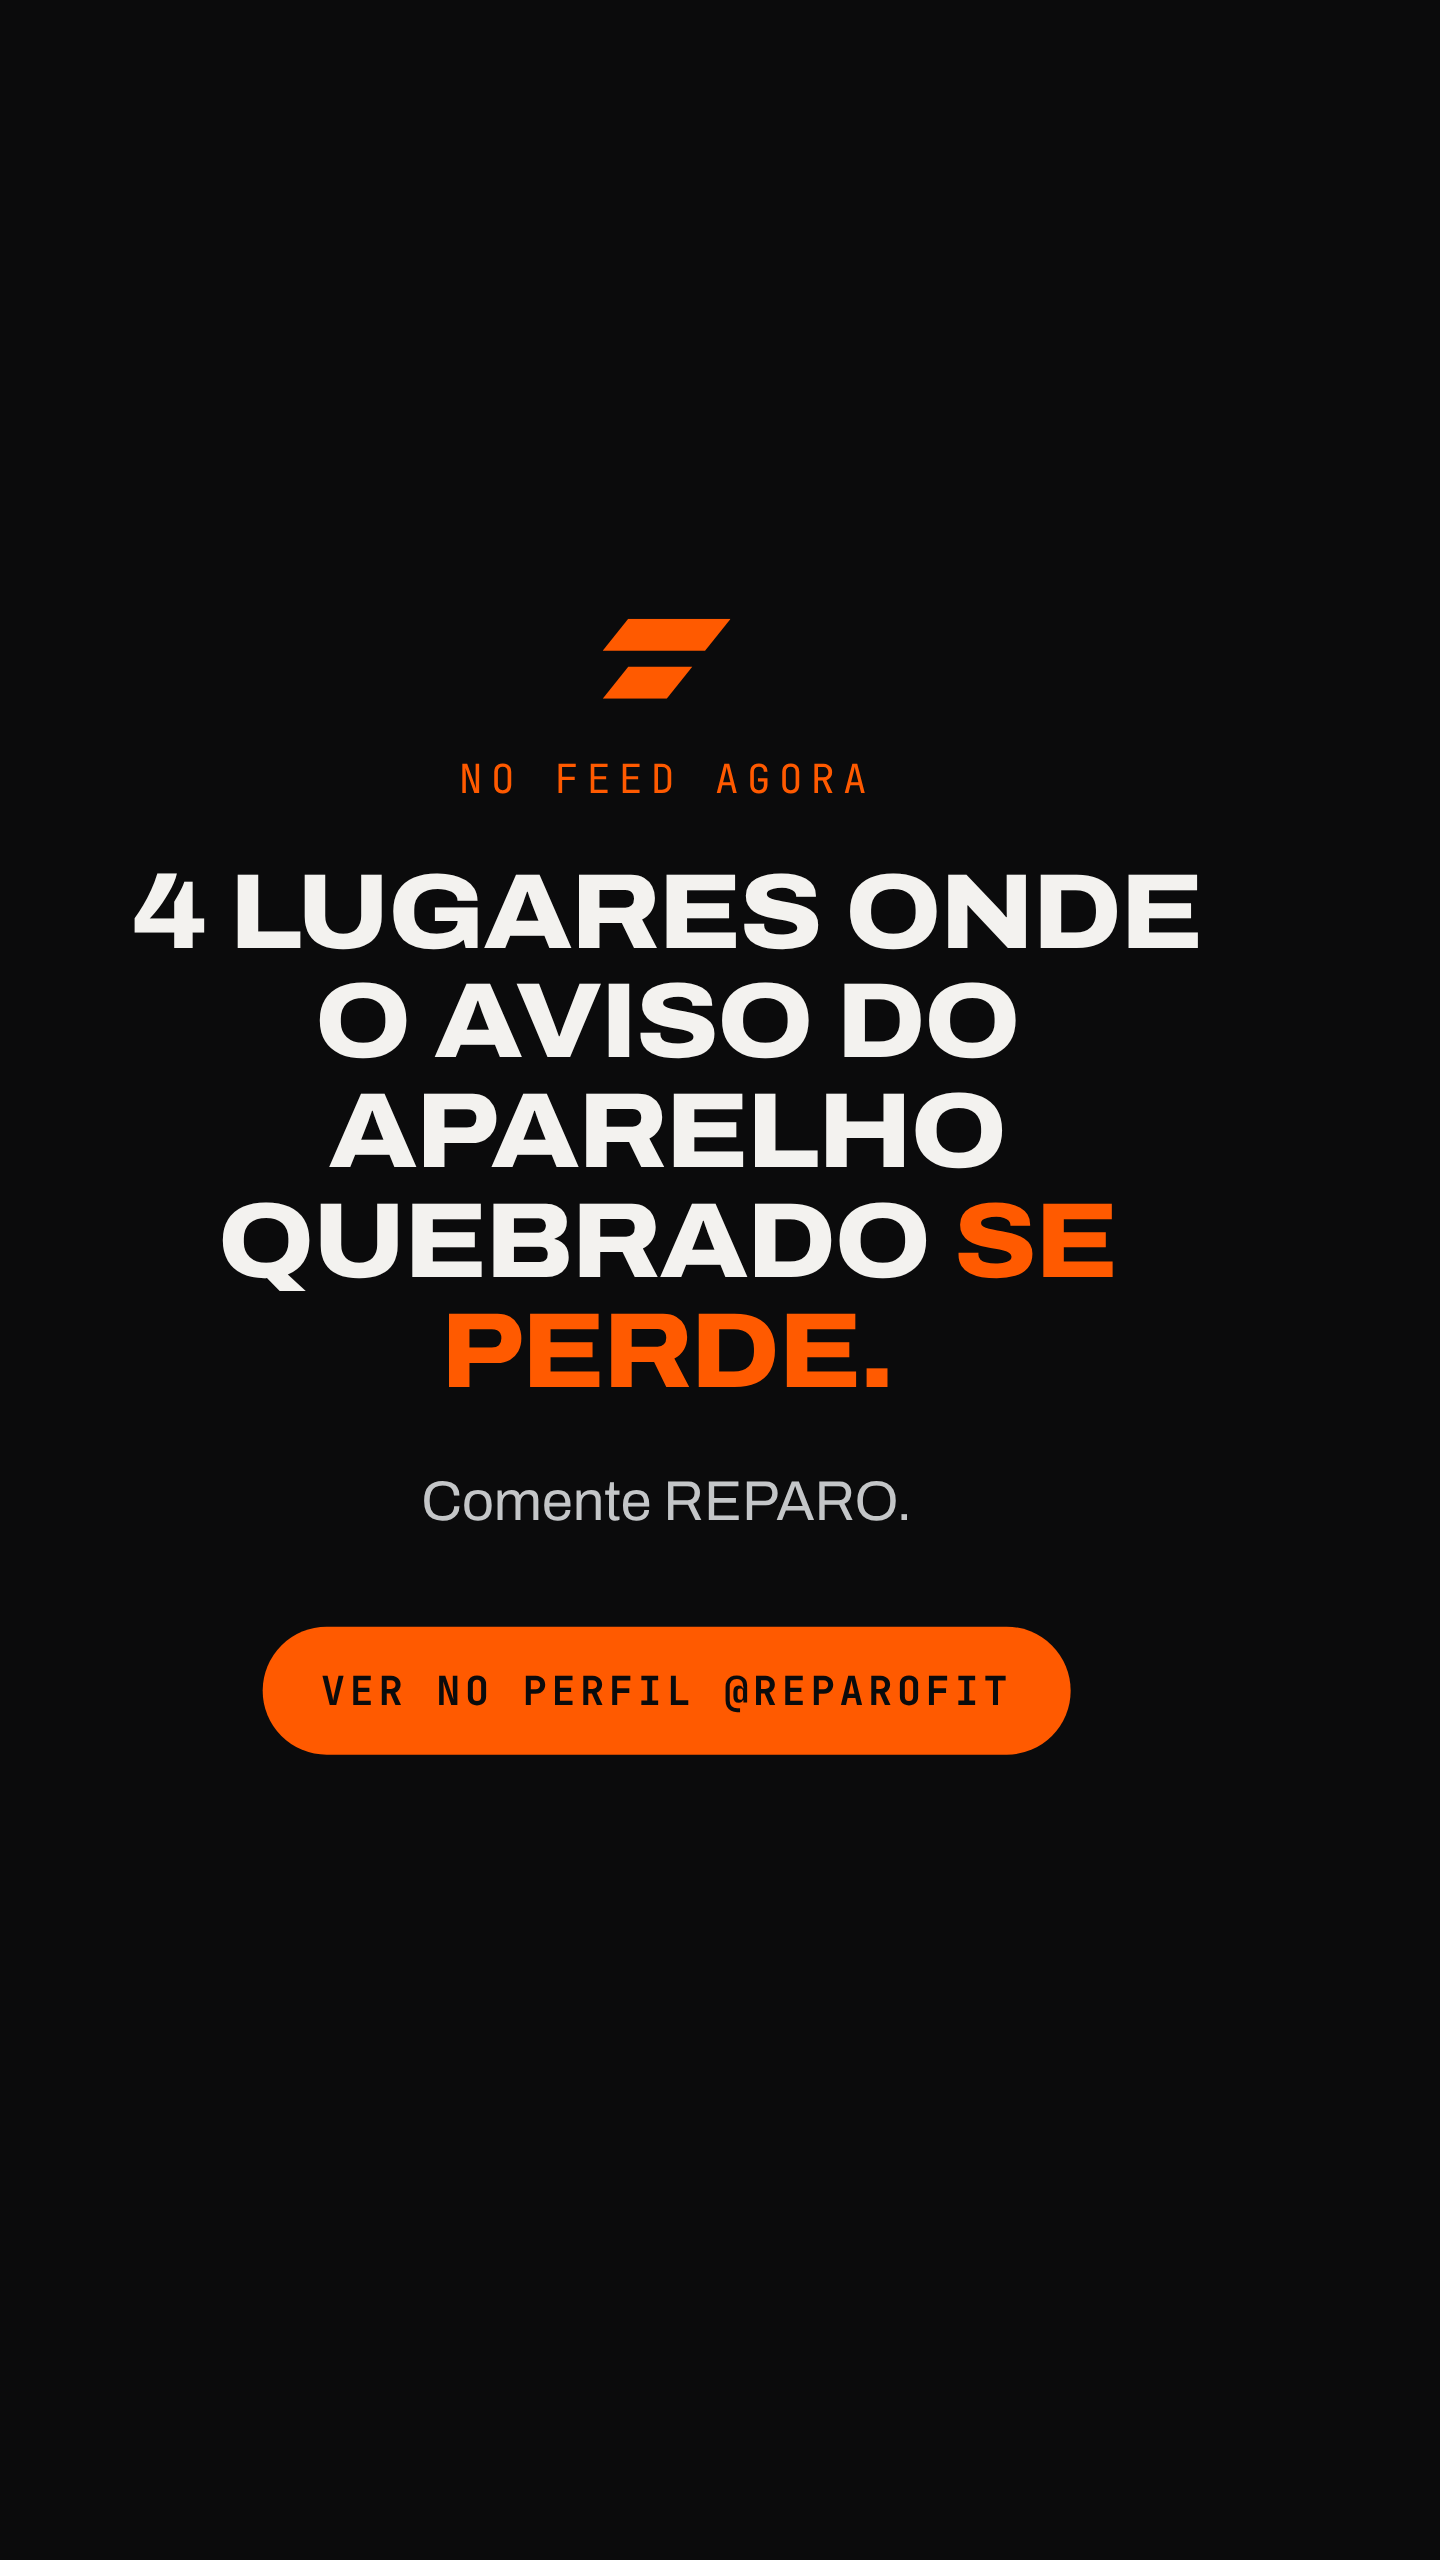 NO FEED AGORA
4 LUGARES ONDE
O AVISO DO
APARELHO
QUEBRADO SE
PERDE.
Comente REPARO.
VER NO PERFIL @REPAROFIT